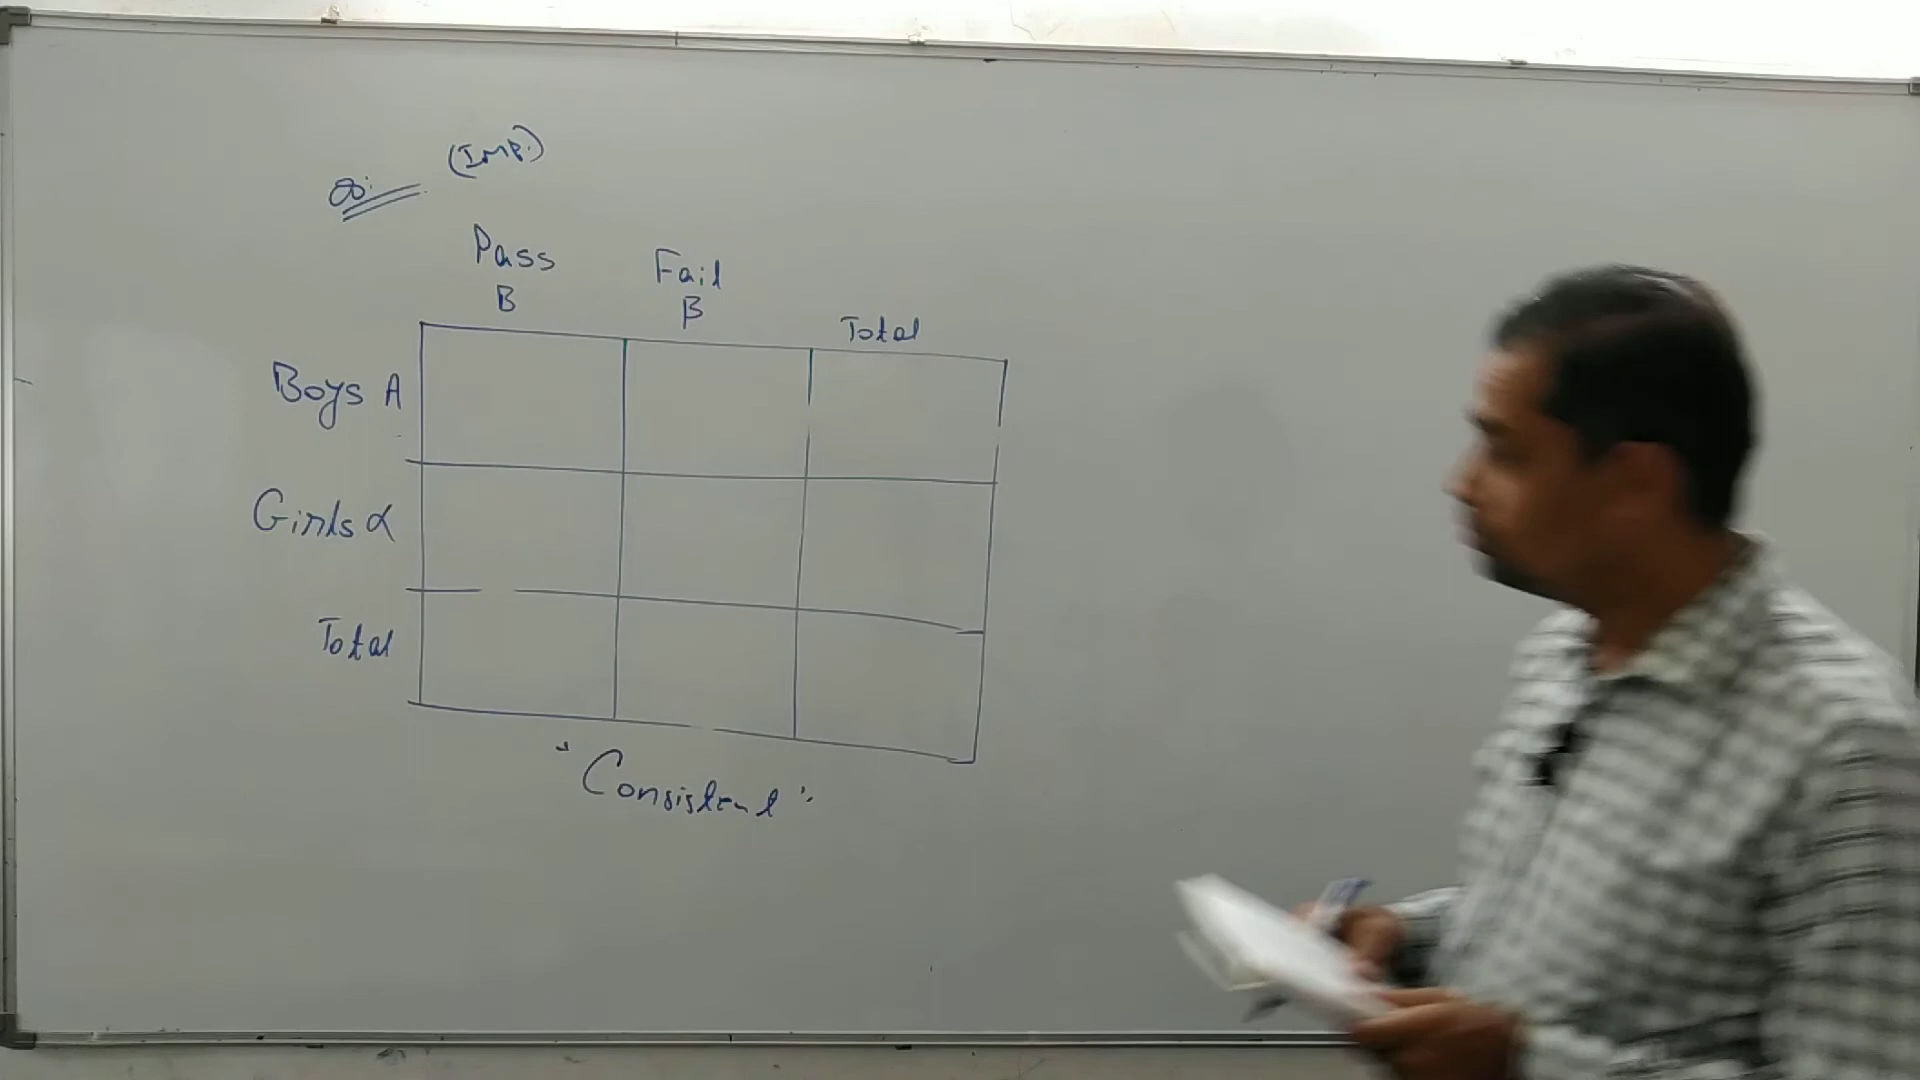 (IMP.)
Pass Fail
B β Total
Boys A
Girls α
Total
"Consistent"